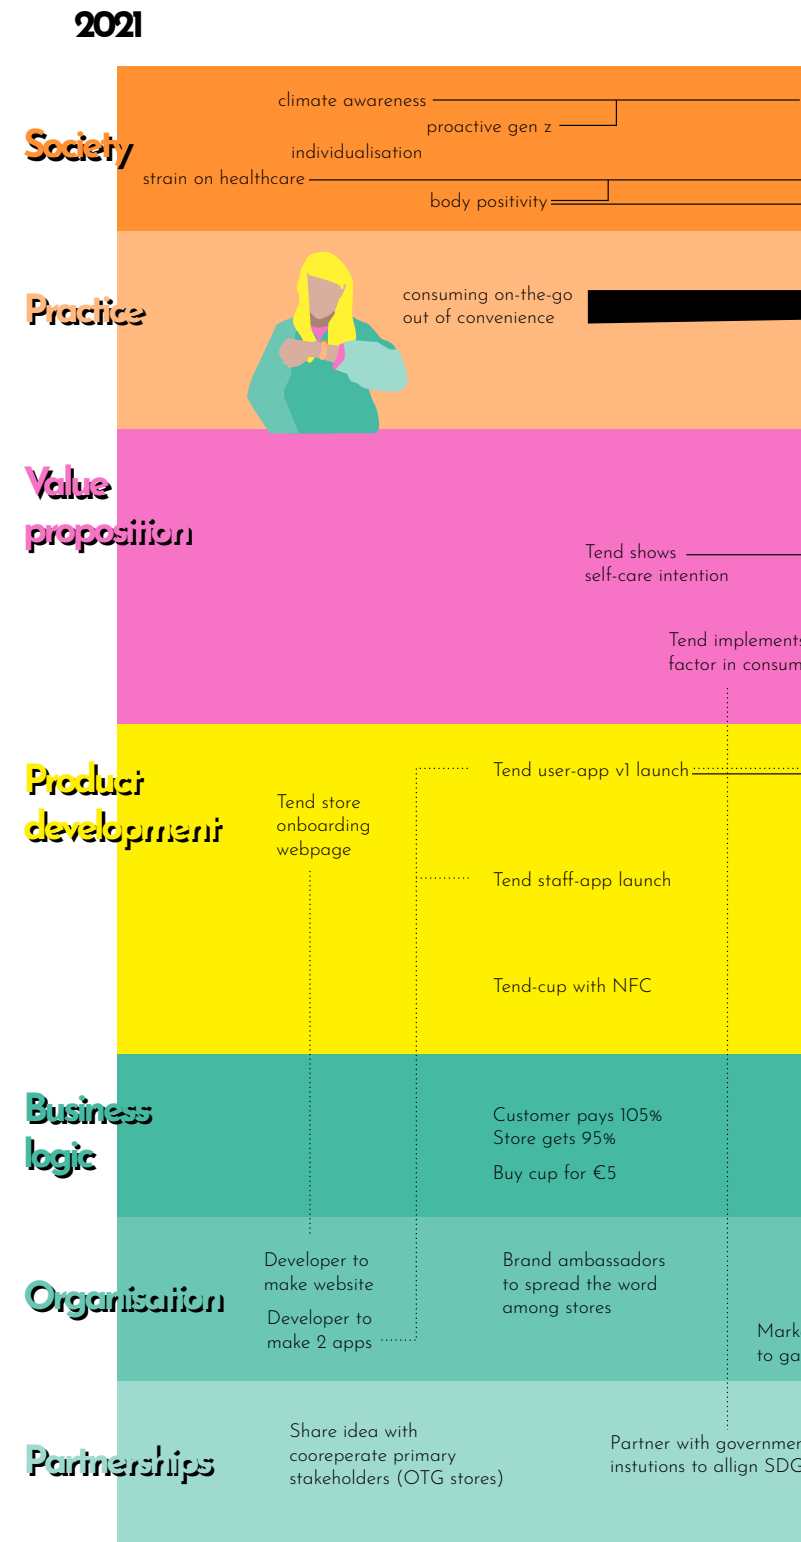 2021
Society
climate awareness
proactive gen z
individualisation
strain on healthcare
body positivity
Practice
consuming on-the-go
out of convenience
Value
proposition
Tend shows
self-care intention
Tend implements
factor in
Product
development
Tend user-app v1 launch
Tend store
onboarding
webpage
Tend staff-app launch
Tend-cup with NFC
Business
logic
Customer pays 105%
Store gets 95%
Buy cup for €5
Organisation
Developer to
make website
Developer to
make 2 apps
Brand ambassadors
to spread the word
among stores
to
Partnerships
Share idea with
cooreperate primary
stakeholders (OTG stores)
Partner with
instutions to allign